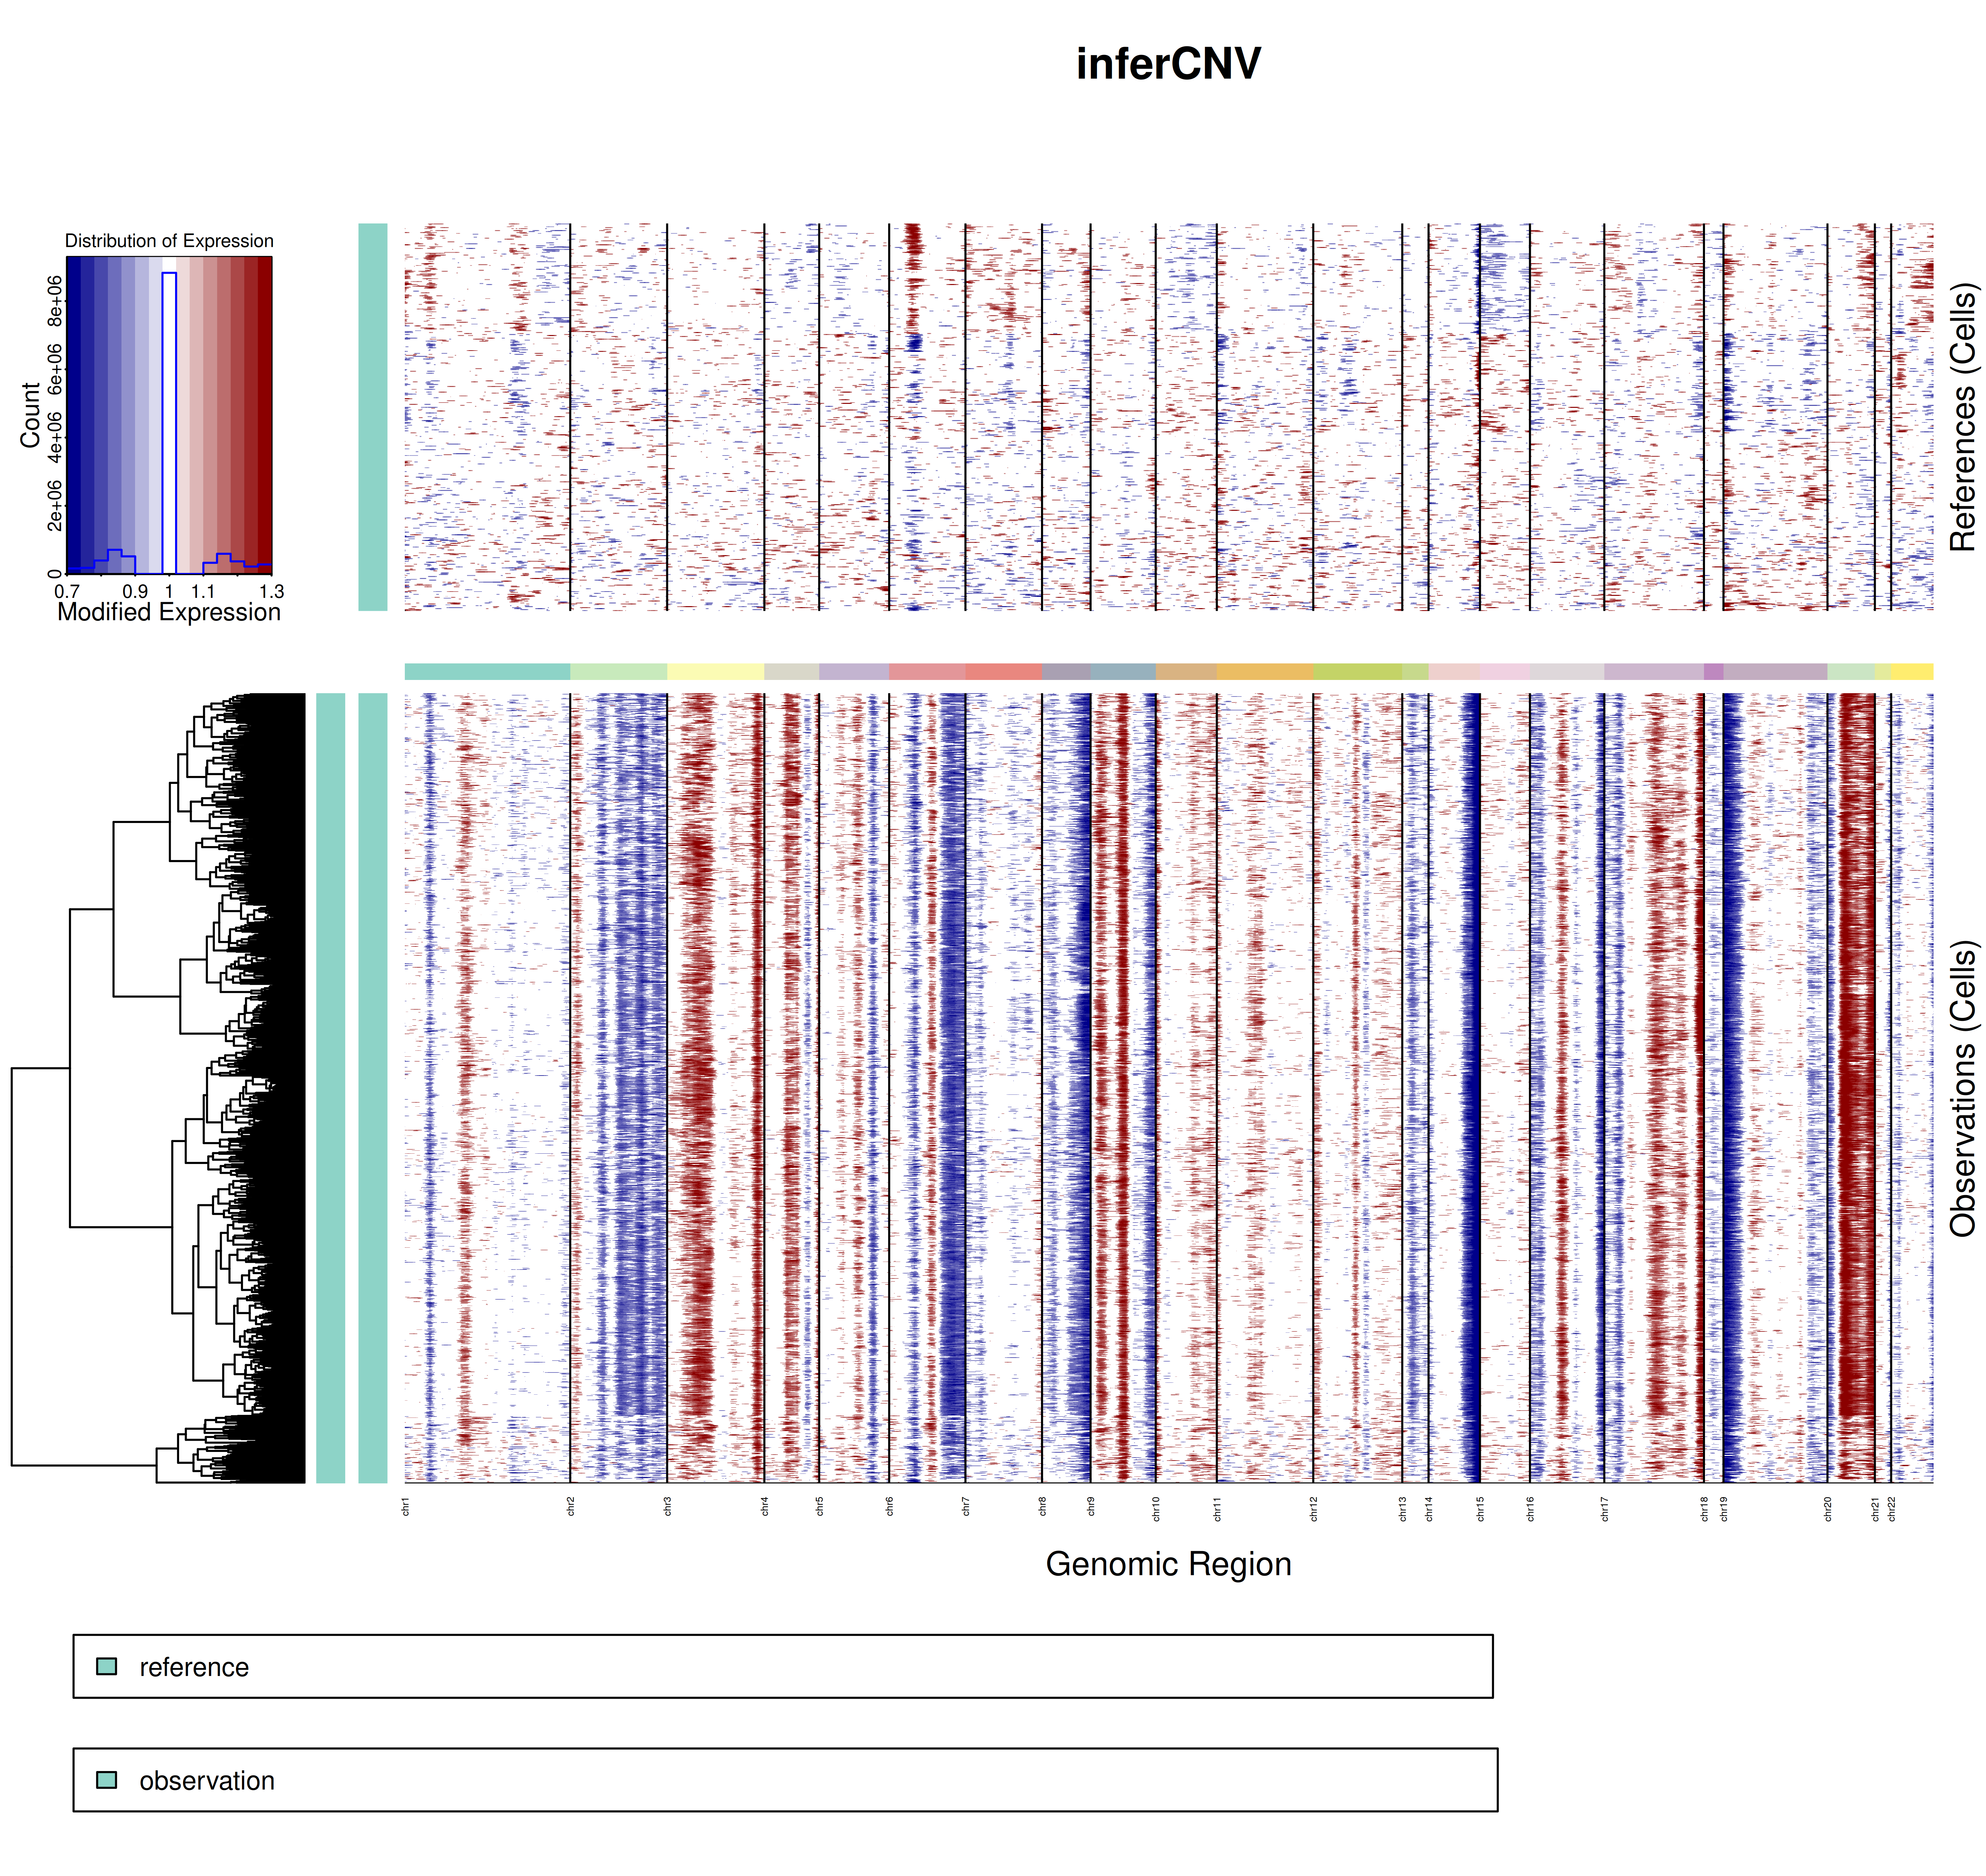 inferCNV
Distribution of Expression
Count
0
2e+06
4e+06
6e+06
8e+06
0.7
0.9
1
1.1
1.3
Modified Expression
References (Cells)
Observations (Cells)
chr1
chr2
chr3
chr4
chr5
chr6
chr7
chr8
chr9
chr10
chr11
chr12
chr13
chr14
chr15
chr16
chr17
chr18
chr19
chr20
chr21
chr22
Genomic Region
reference
observation